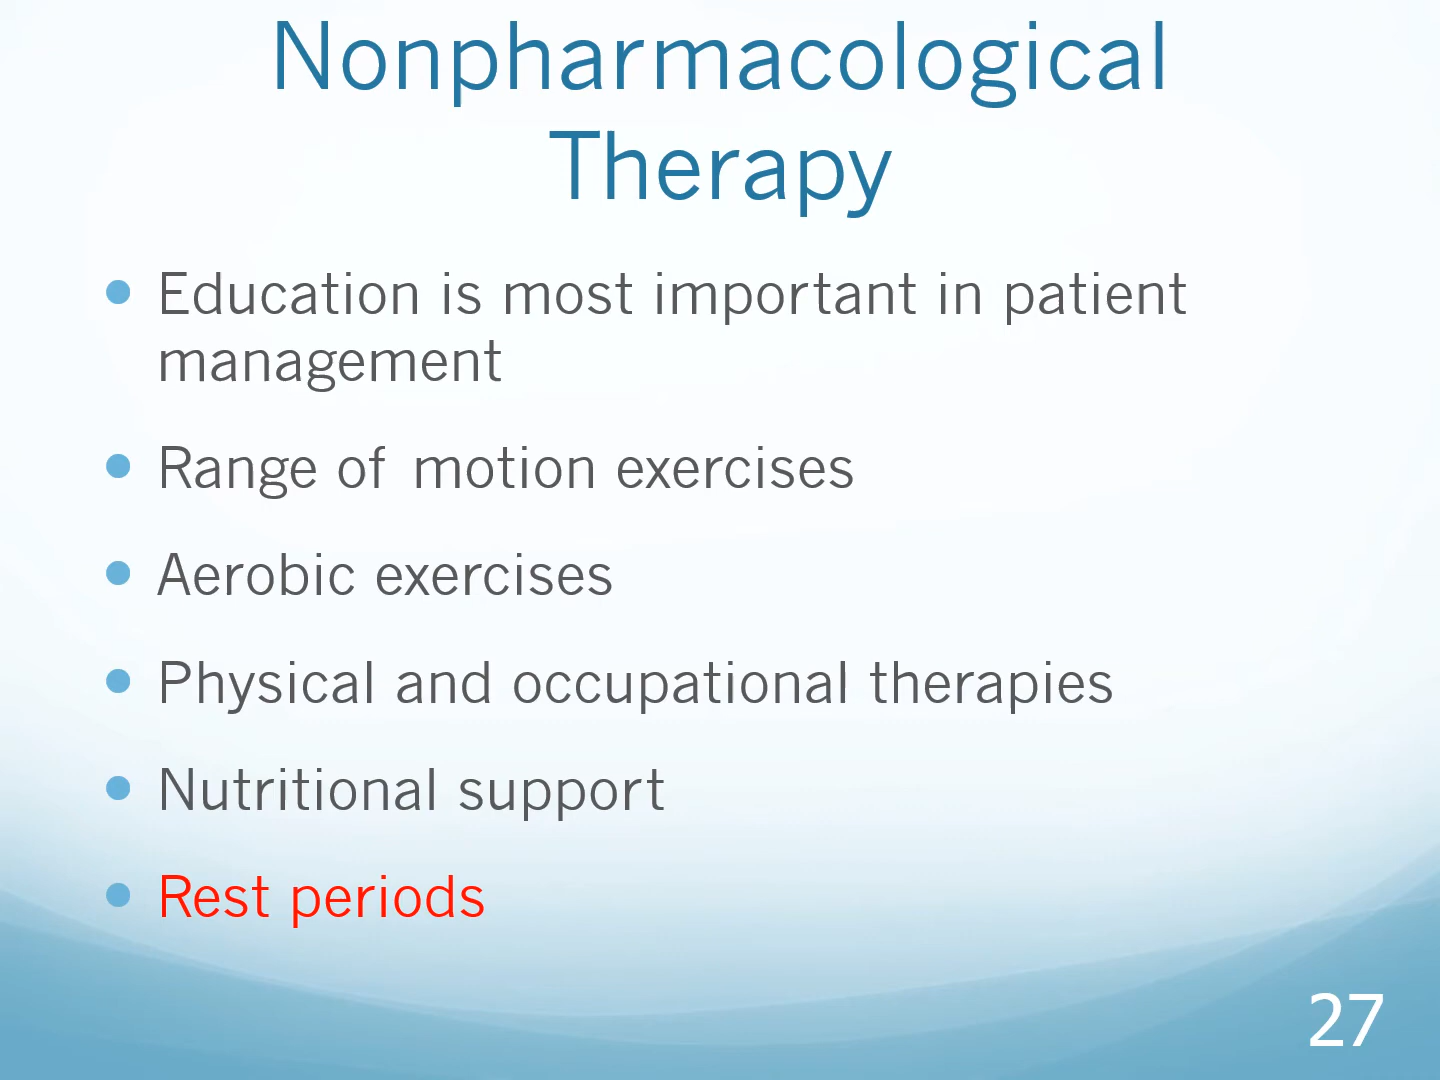 Nonpharmacological
Therapy
• Education is most important in patient
management
• Range of motion exercises
• Aerobic exercises
• Physical and occupational therapies
• Nutritional support
• Rest periods
27